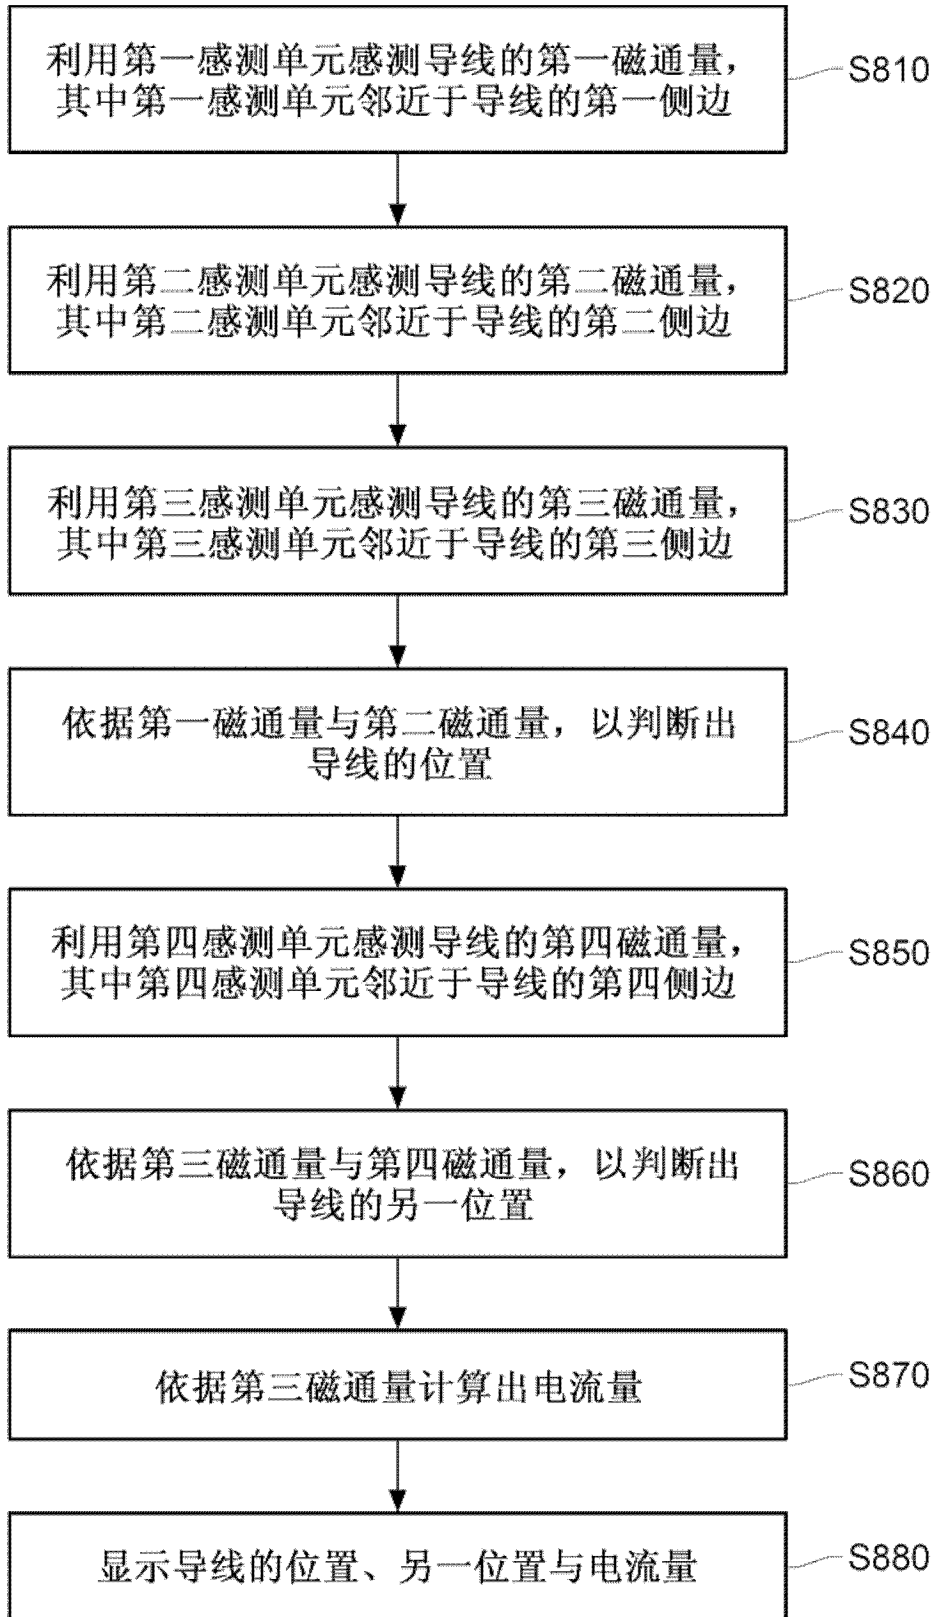 利用第一感测单元感测导线的第一磁通量，
其中第一感测单元邻近于导线的第一侧边
S810
利用第二感测单元感测导线的第二磁通量，
其中第二感测单元邻近于导线的第二侧边
S820
利用第三感测单元感测导线的第三磁通量，
其中第三感测单元邻近于导线的第三侧边
S830
依据第一磁通量与第二磁通量，以判断出
导线的位置
S840
利用第四感测单元感测导线的第四磁通量，
其中第四感测单元邻近于导线的第四侧边
S850
依据第三磁通量与第四磁通量，以判断出
导线的另一位置
S860
依据第三磁通量计算出电流量
S870
显示导线的位置、另一位置与电流量
S880